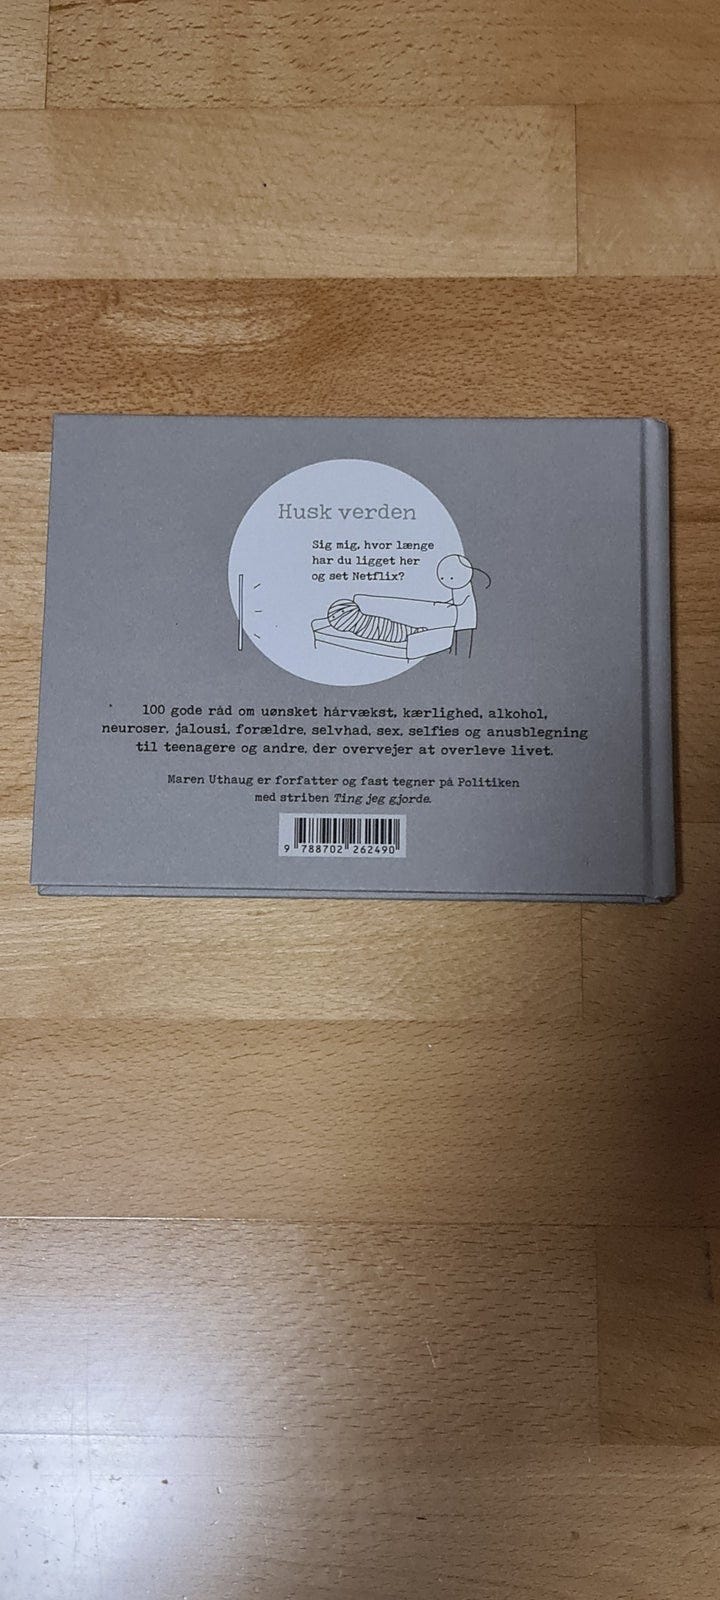 Husk verden
Sig mig, hvor længe
har du ligget her
og set Netflix?
100 gode råd om uønsket hårvækst, kærlighed, alkohol,
neuroser, jalousi, forældre, selvhad, sex, selfies og anusblegning
til teenagere og andre, der overvejer at overleve livet.
Maren Uthaug er forfatter og fast tegner på Politiken
med striben Ting jeg gjorde.
9 788702 262490